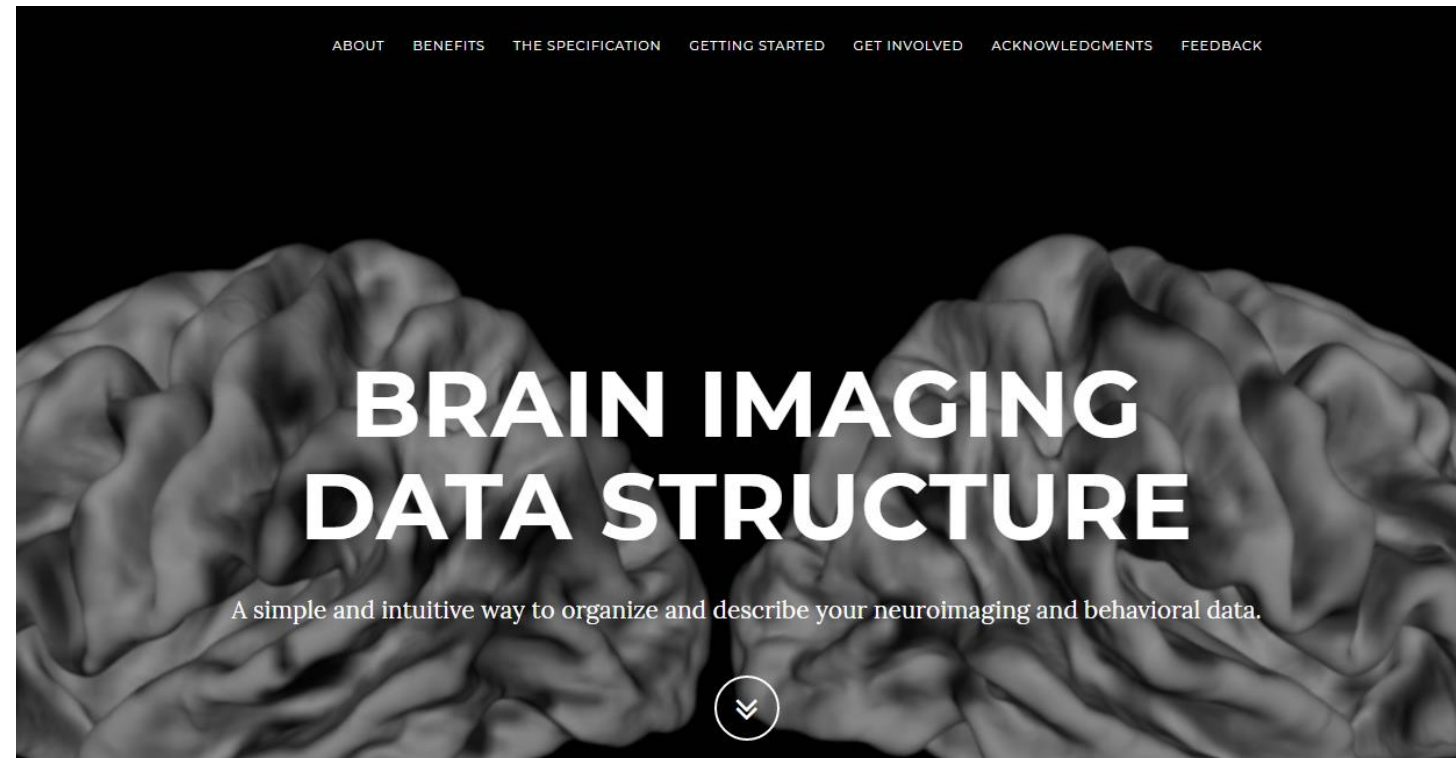 ABOUT BENEFITS THE SPECIFICATION GETTING STARTED GET INVOLVED ACKNOWLEDGMENTS FEEDBACK
BRAIN IMAGING
DATA STRUCTURE
A simple and intuitive way to organize and describe your neuroimaging and behavioral data.